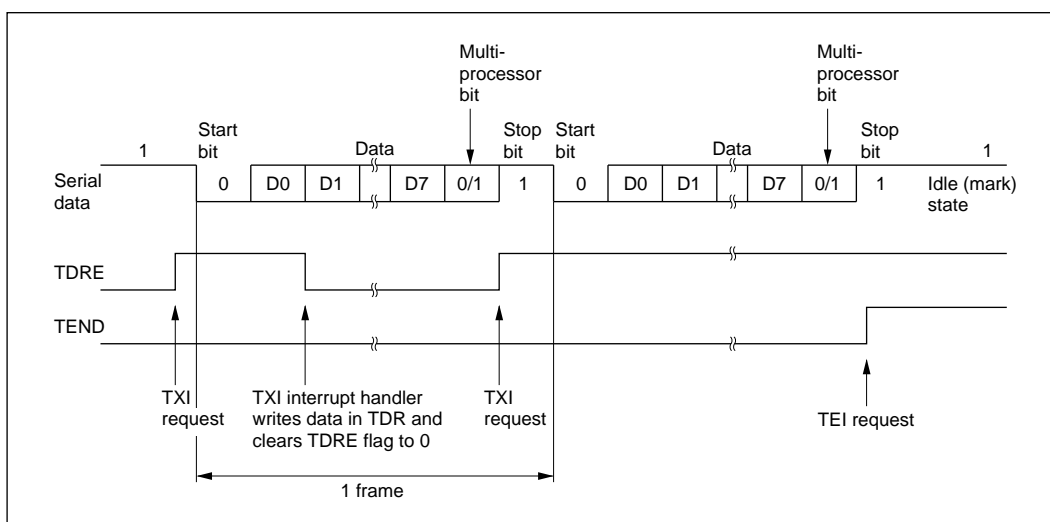 Multi-
processor
bit
Multi-
processor
bit
1
Start
bit
Data
Stop
bit
Start
bit
Data
Stop
bit
1
Serial
data
0 D0 D1 D7 0/1 1 0 D0 D1 D7 0/1 1
Idle (mark)
state
TDRE
TEND
TXI
request
TXI interrupt handler
writes data in TDR and
clears TDRE flag to 0
TXI
request
TEI request
1 frame